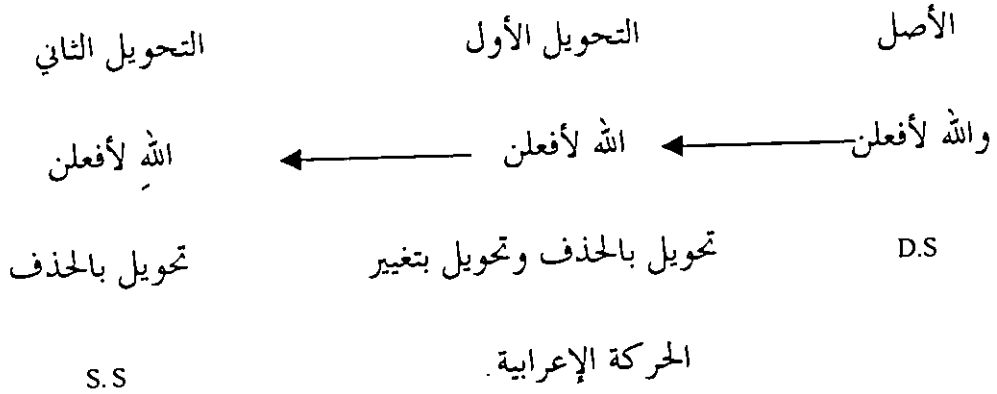 الأصل التحويل الأول التحويل الثاني
والله لأفعلن الله لأفعلن اللهِ لأفعلن
D.S تحويل بالحذف وتحويل بتغيير تحويل بالحذف
الحركة الإعرابية. S.S